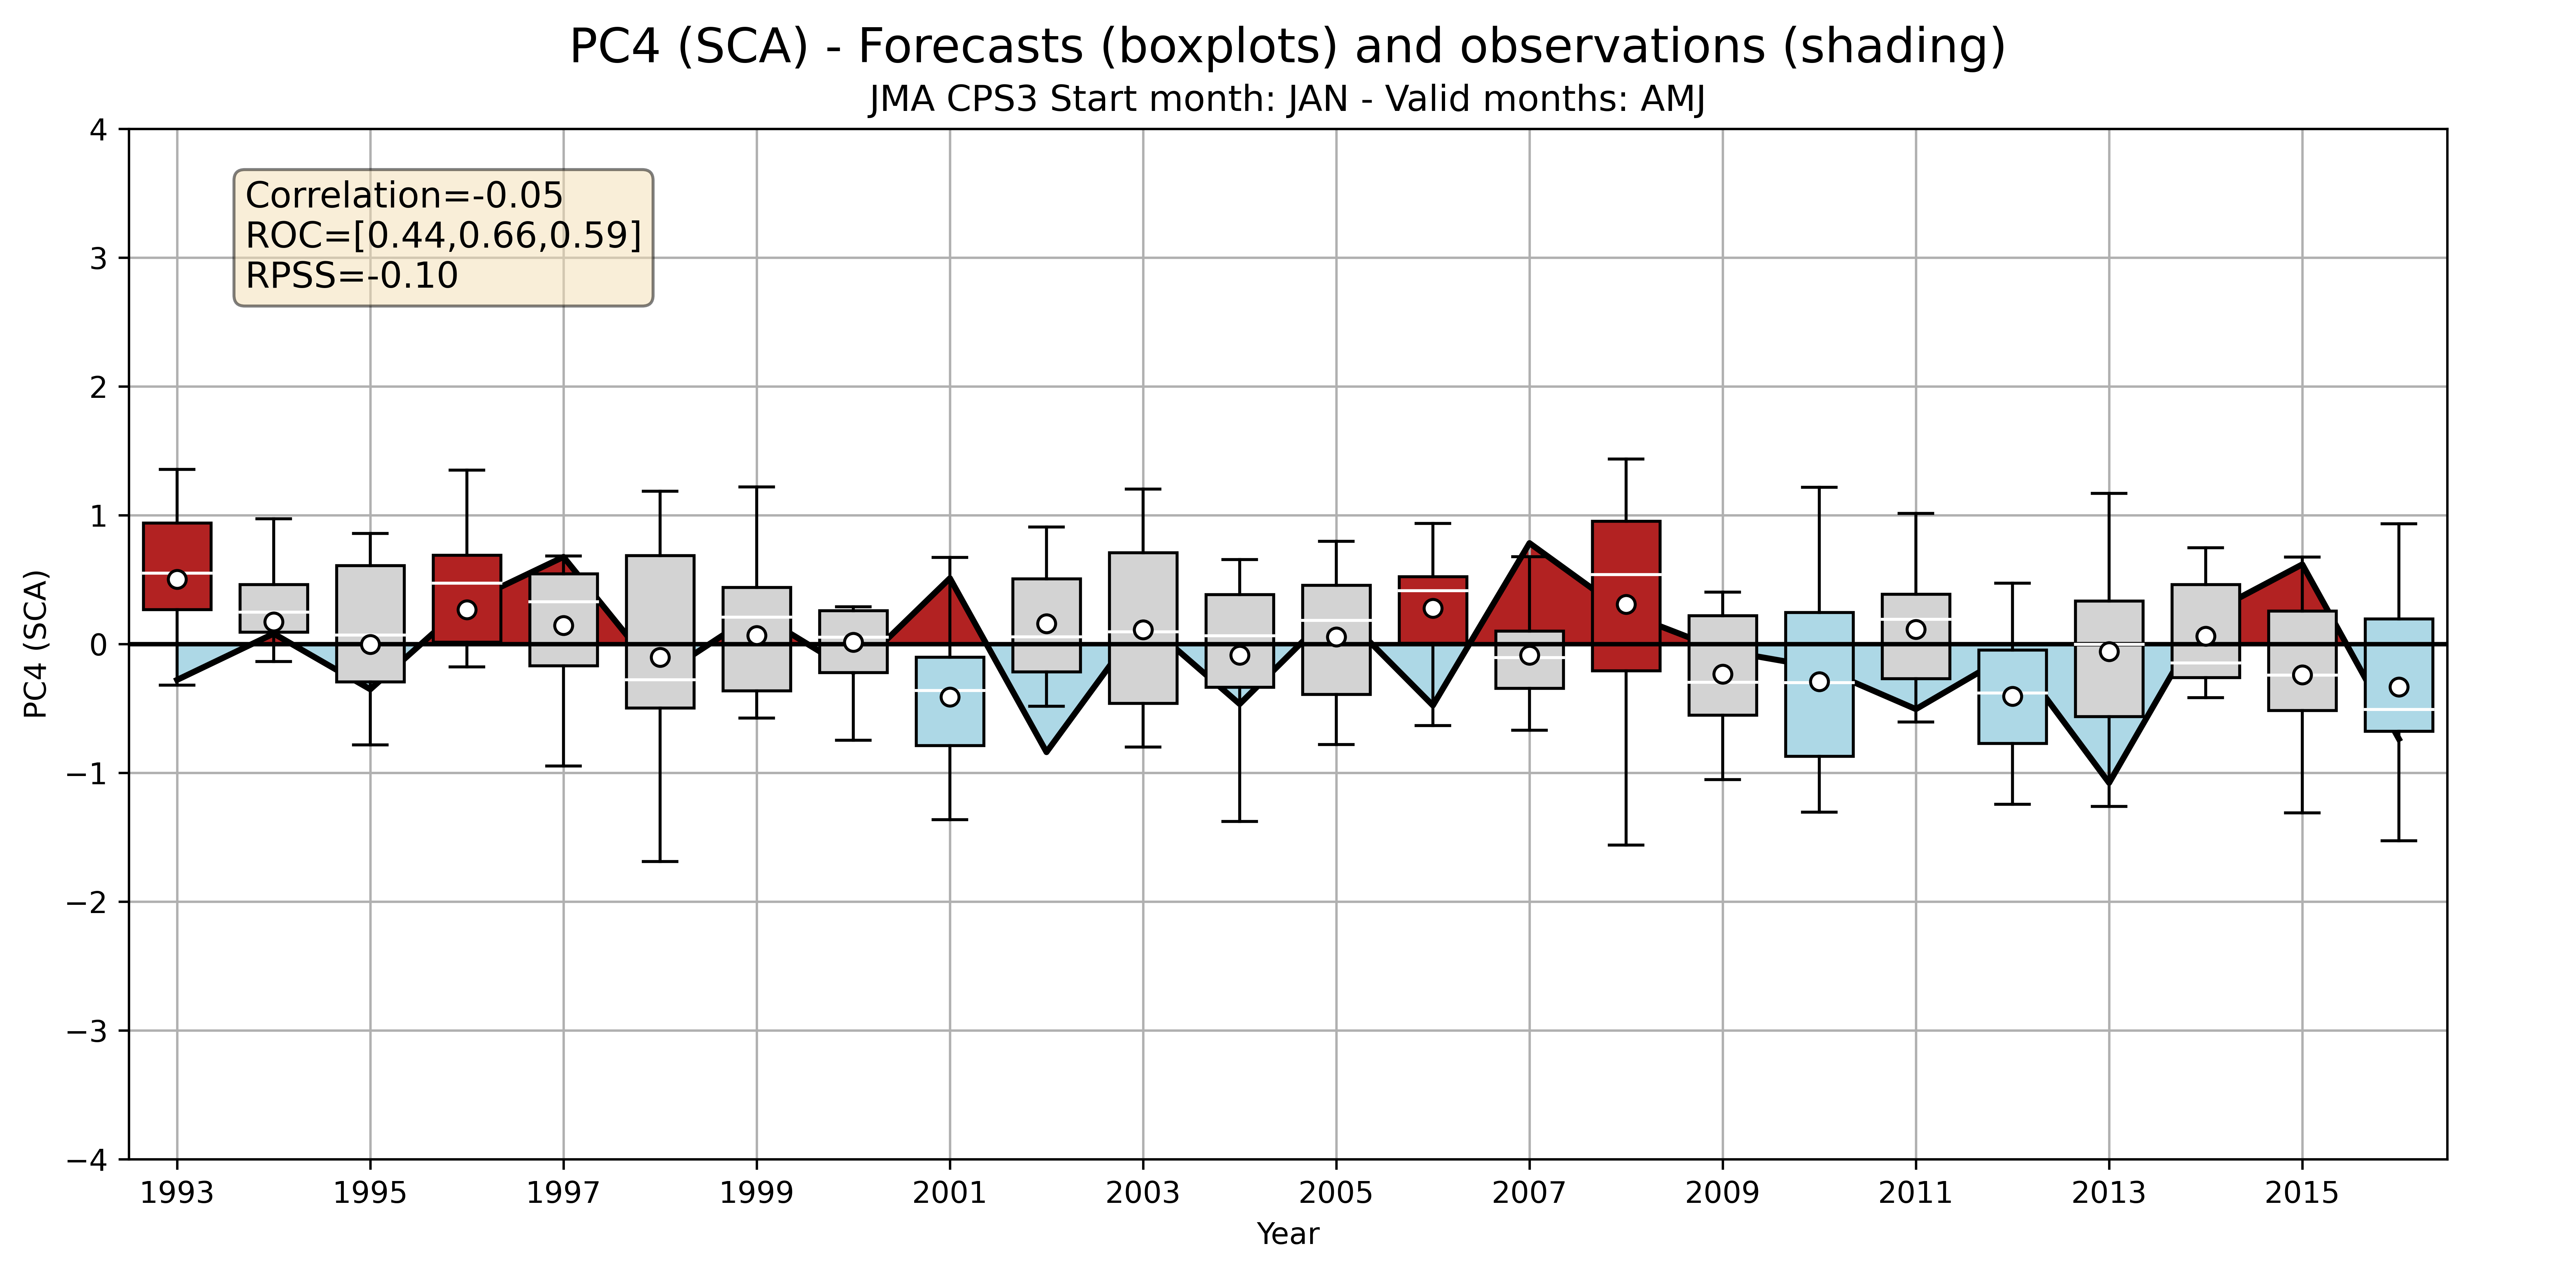 PC4 (SCA) - Forecasts (boxplots) and observations (shading)
JMA CPS3 Start month: JAN - Valid months: AMJ
Correlation=-0.05
ROC=[0.44,0.66,0.59]
RPSS=-0.10
PC4 (SCA)
4
3
2
1
0
−1
−2
−3
−4
1993 1995 1997 1999 2001 2003 2005 2007 2009 2011 2013 2015
Year